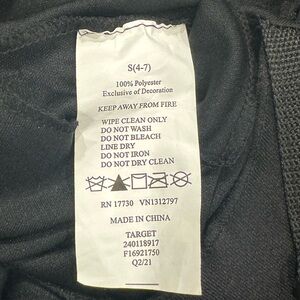 S(4-7)
100% Polyester
Exclusive of Decoration
KEEP AWAY FROM FIRE
WIPE CLEAN ONLY
DO NOT WASH
DO NOT BLEACH
LINE DRY
DO NOT IRON
DO NOT DRY CLEAN
RN 17730 VN1312797
MADE IN CHINA
TARGET
240118917
F16921750
Q2/21